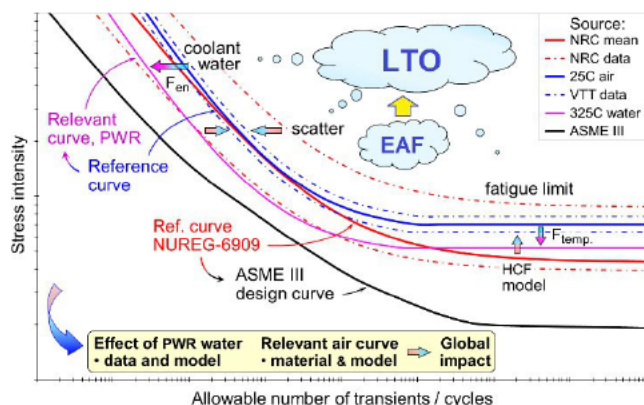 Source:
NRC mean
NRC data
25C air
VTT data
325C water
ASME III
coolant
water
Fen
LTO
EAF
Relevant
curve, PWR
Reference
curve
scatter
fatigue limit
Ref. curve
NUREG-6909
Ftemp.
HCF
model
ASME III
design curve
Effect of PWR water
• data and model
Relevant air curve
• material & model
Global
impact
Stress intensity
Allowable number of transients / cycles